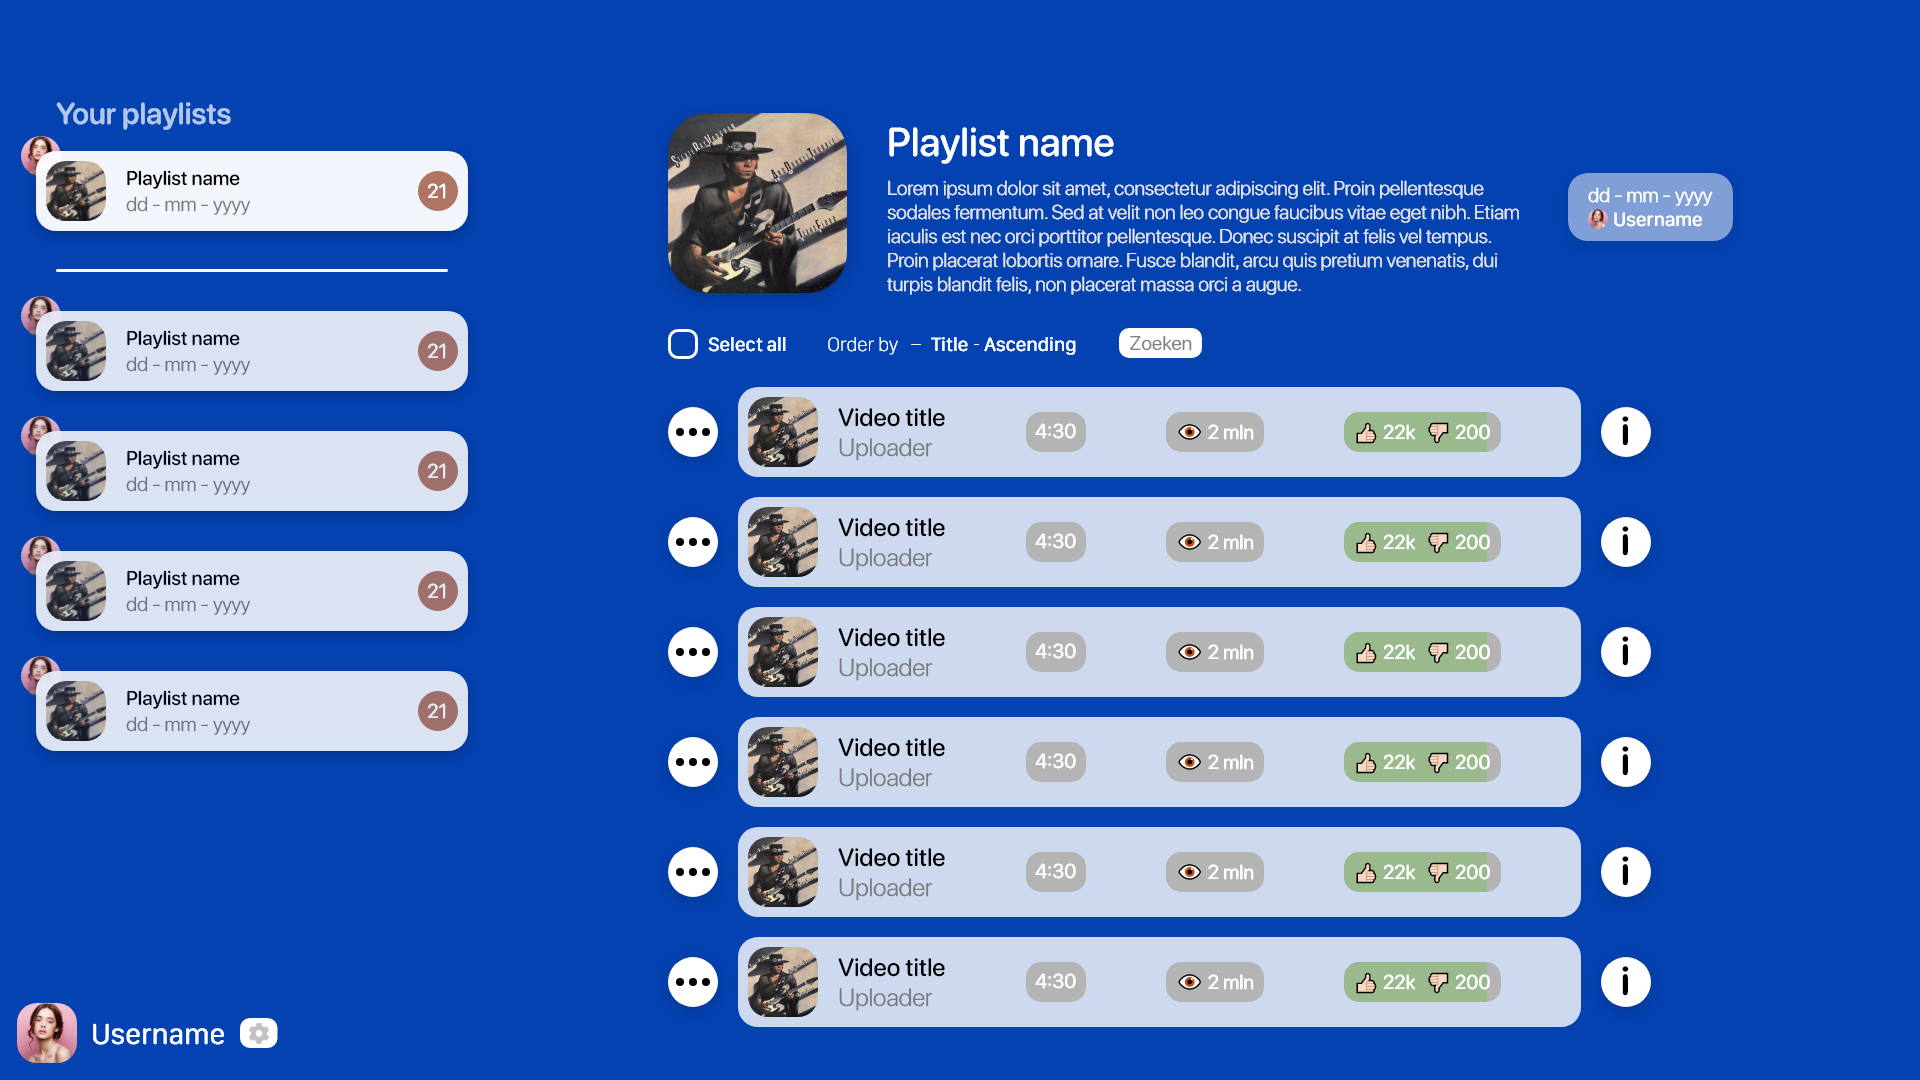 Your playlists
Playlist name
dd - mm - yyyy
21
Playlist name
dd - mm - yyyy
21
Playlist name
dd - mm - yyyy
21
Playlist name
dd - mm - yyyy
21
Playlist name
dd - mm - yyyy
21
Username
Playlist name
Lorem ipsum dolor sit amet, consectetur adipiscing elit. Proin pellentesque
sodales fermentum. Sed at velit non leo congue faucibus vitae eget nibh. Etiam
iaculis est nec orci porttitor pellentesque. Donec suscipit at felis vel tempus.
Proin placerat lobortis ornare. Fusce blandit, arcu quis pretium venenatis, dui
turpis blandit felis, non placerat massa orci a augue.
dd - mm - yyyy
Username
Select all Order by – Title - Ascending Zoeken
Video title
Uploader
4:30 2 mln 22k 200
Video title
Uploader
4:30 2 mln 22k 200
Video title
Uploader
4:30 2 mln 22k 200
Video title
Uploader
4:30 2 mln 22k 200
Video title
Uploader
4:30 2 mln 22k 200
Video title
Uploader
4:30 2 mln 22k 200